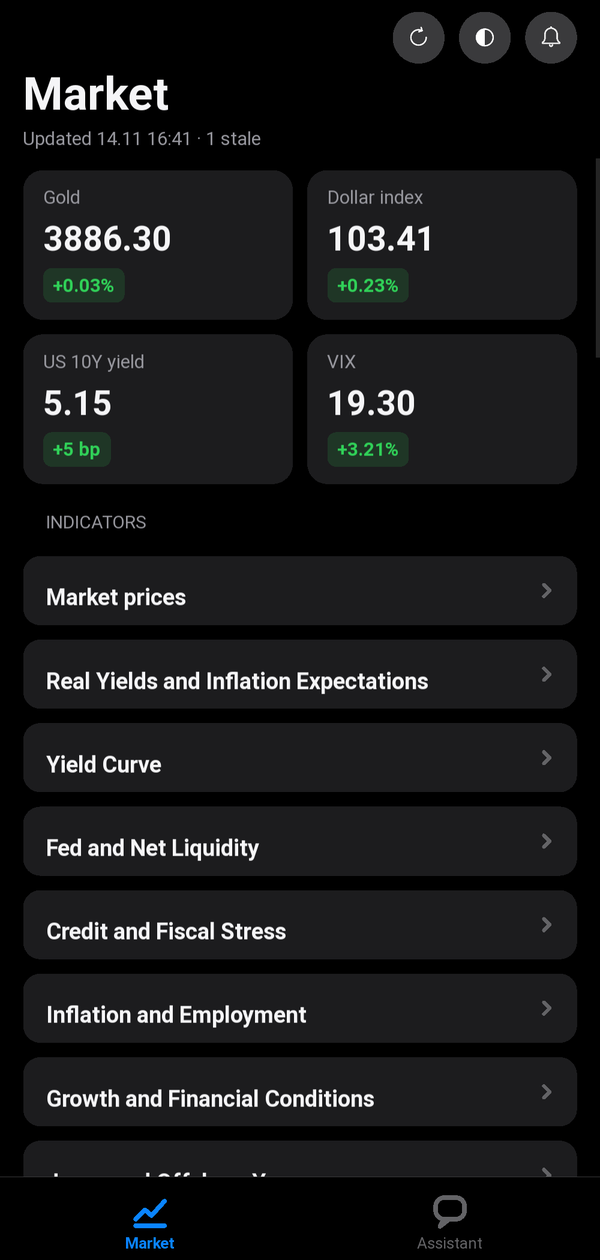 Market
Updated 14.11 16:41 · 1 stale
Gold
3886.30
+0.03%
Dollar index
103.41
+0.23%
US 10Y yield
5.15
+5 bp
VIX
19.30
+3.21%
INDICATORS
Market prices
Real Yields and Inflation Expectations
Yield Curve
Fed and Net Liquidity
Credit and Fiscal Stress
Inflation and Employment
Growth and Financial Conditions
Market
Assistant